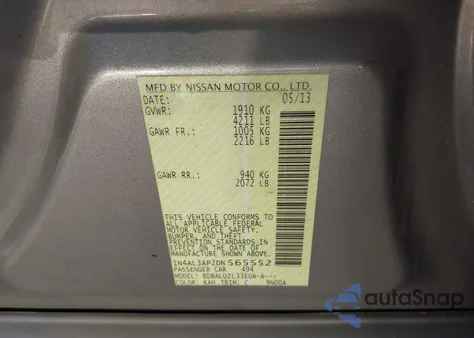 MFD BY NISSAN MOTOR CO., LTD.
DATE: 05/13
GVWR: 1910 KG
4211 LB
GAWR FR.: 1005 KG
2216 LB
GAWR RR.: 940 KG
2072 LB
THIS VEHICLE CONFORMS TO
ALL APPLICABLE FEDERAL
MOTOR VEHICLE SAFETY,
BUMPER, AND THEFT
PREVENTION STANDARDS IN
EFFECT ON THE DATE OF
MANUFACTURE SHOWN ABOVE.
1N4AL3AP2DN565552
PASSENGER CAR 494
MODEL: BDBALUZL33EUA-A---
COLOR: KAH TRIM: C 9400A
autoSnap